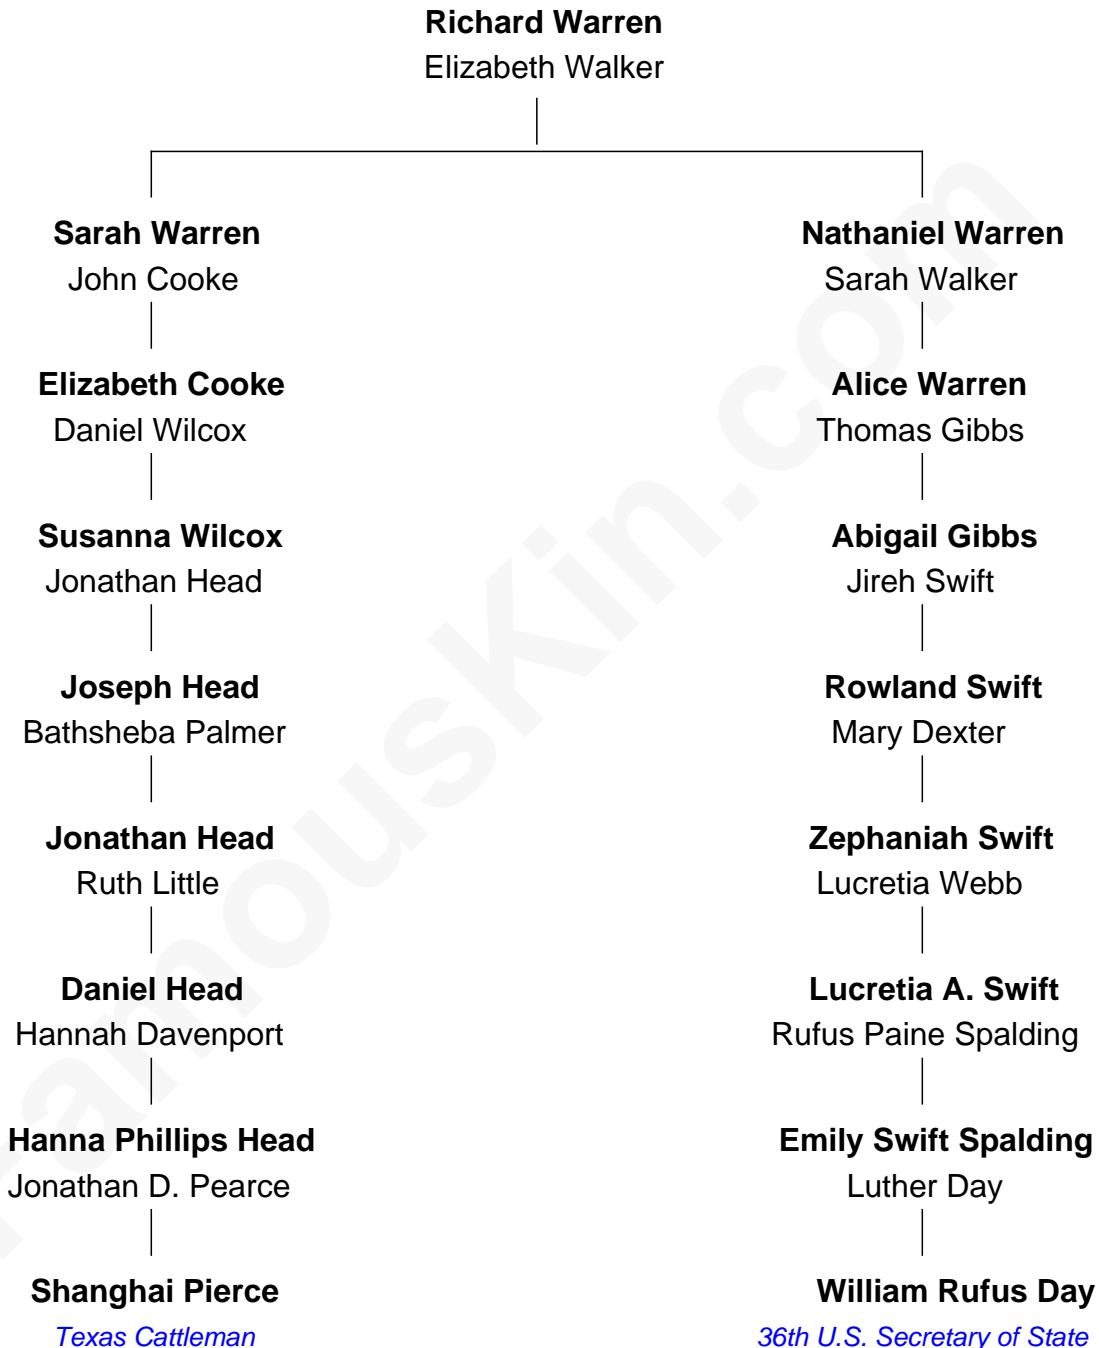 Richard Warren
Elizabeth Walker
Sarah Warren
John Cooke
Nathaniel Warren
Sarah Walker
Elizabeth Cooke
Daniel Wilcox
Alice Warren
Thomas Gibbs
Susanna Wilcox
Jonathan Head
Abigail Gibbs
Jireh Swift
Joseph Head
Bathsheba Palmer
Rowland Swift
Mary Dexter
Jonathan Head
Ruth Little
Zephaniah Swift
Lucretia Webb
Daniel Head
Hannah Davenport
Lucretia A. Swift
Rufus Paine Spalding
Hanna Phillips Head
Jonathan D. Pearce
Emily Swift Spalding
Luther Day
Shanghai Pierce
Texas Cattleman
William Rufus Day
36th U.S. Secretary of State
FamousKin.com